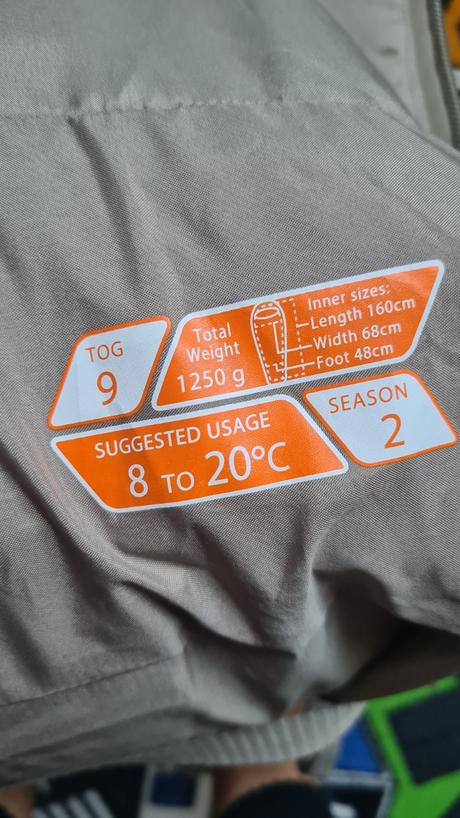 TOG
9
Total
Weight
1250 g
Inner sizes:
Length 160cm
Width 68cm
Foot 48cm
SUGGESTED USAGE
8 TO 20°C
SEASON
2